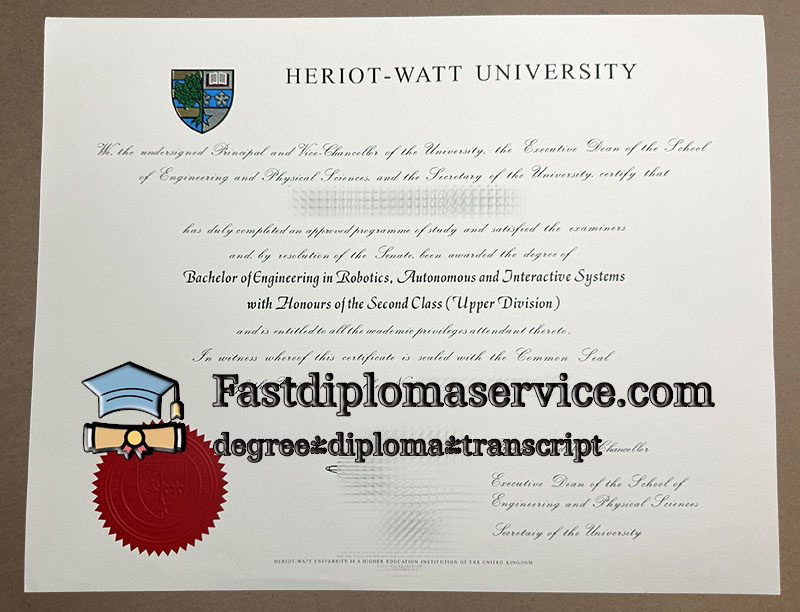 HERIOT-WATT UNIVERSITY
We, the undersigned Principal and Vice-Chancellor of the University, the Executive Dean of the School
of Engineering and Physical Sciences, and the Secretary of the University, certify that
has duly completed an approved programme of study and satisfied the examiners
and, by resolution of the Senate, been awarded the degree of
Bachelor of Engineering in Robotics, Autonomous and Interactive Systems
with Honours of the Second Class (Upper Division)
and is entitled to all the academic privileges attendant thereto.
In witness whereof this certificate is sealed with the Common Seal
Fastdiplomaservice.com
degree*diploma*transcript
Chancellor
Executive Dean of the School of
Engineering and Physical Sciences
Secretary of the University
HERIOT-WATT UNIVERSITY IS A HIGHER EDUCATION INSTITUTION OF THE UNITED KINGDOM